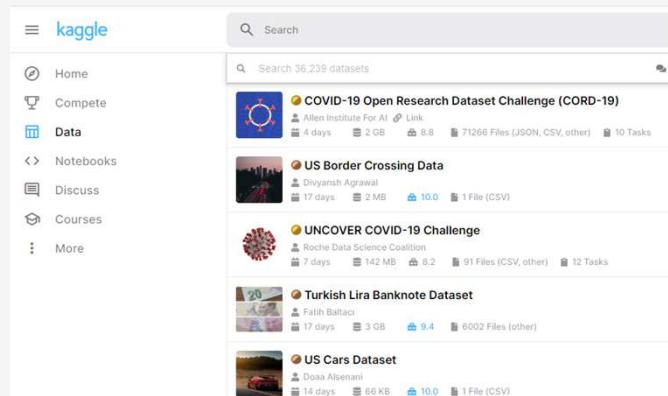 kaggle
Search
Home
Compete
Data
Notebooks
Discuss
Courses
More
Search 36,239 datasets
COVID-19 Open Research Dataset Challenge (CORD-19)
Allen Institute For AI Link
4 days 2 GB 8.8 71266 Files (JSON, CSV, other) 10 Tasks
US Border Crossing Data
Divyansh Agrawal
17 days 2 MB 10.0 1 File (CSV)
UNCOVER COVID-19 Challenge
Roche Data Science Coalition
7 days 142 MB 8.2 91 Files (CSV, other) 12 Tasks
Turkish Lira Banknote Dataset
Fatih Baltacı
17 days 3 GB 9.4 6002 Files (other)
US Cars Dataset
Doaa Alsenani
14 days 66 KB 10.0 1 File (CSV)
20